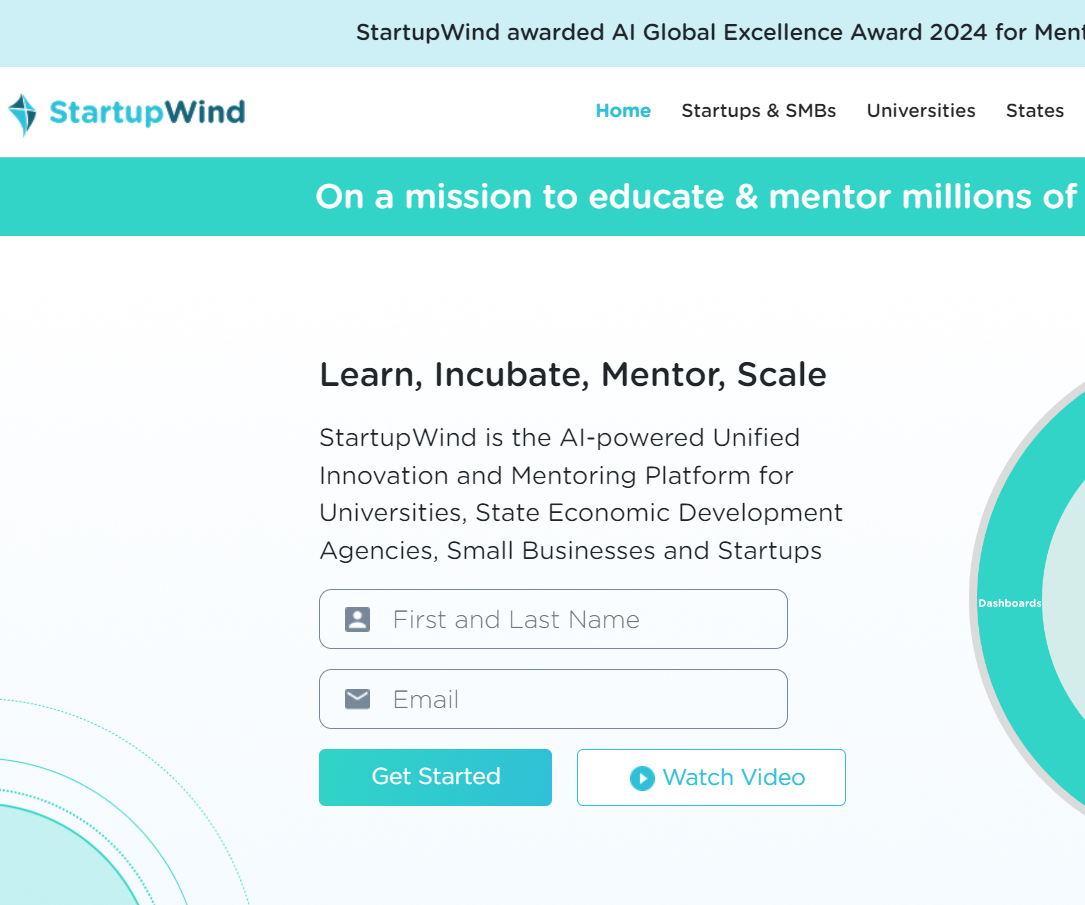 StartupWind awarded AI Global Excellence Award 2024 for
StartupWind
Home Startups & SMBs Universities States
On a mission to educate & mentor millions of
Learn, Incubate, Mentor, Scale
StartupWind is the AI-powered Unified
Innovation and Mentoring Platform for
Universities, State Economic Development
Agencies, Small Businesses and Startups
First and Last Name
Dashboards
Email
Get Started
Watch Video